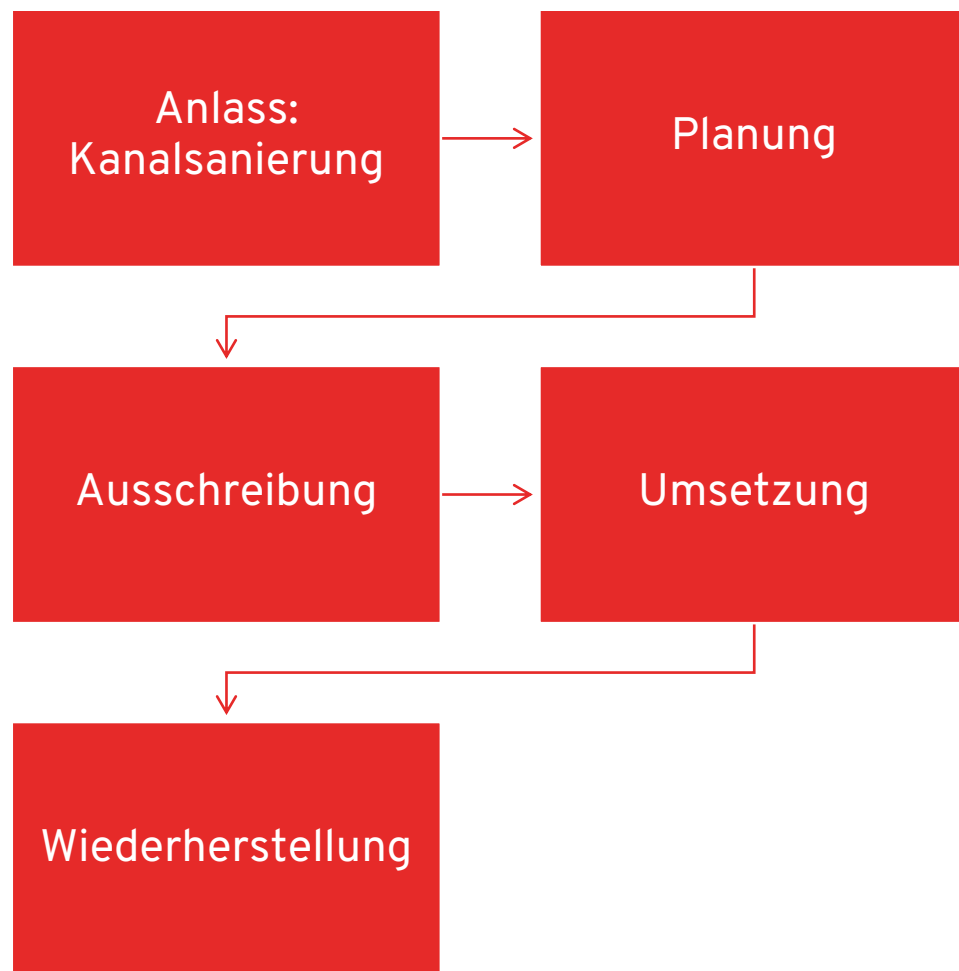 Anlass:
Kanalsanierung
Planung
Ausschreibung
Umsetzung
Wiederherstellung